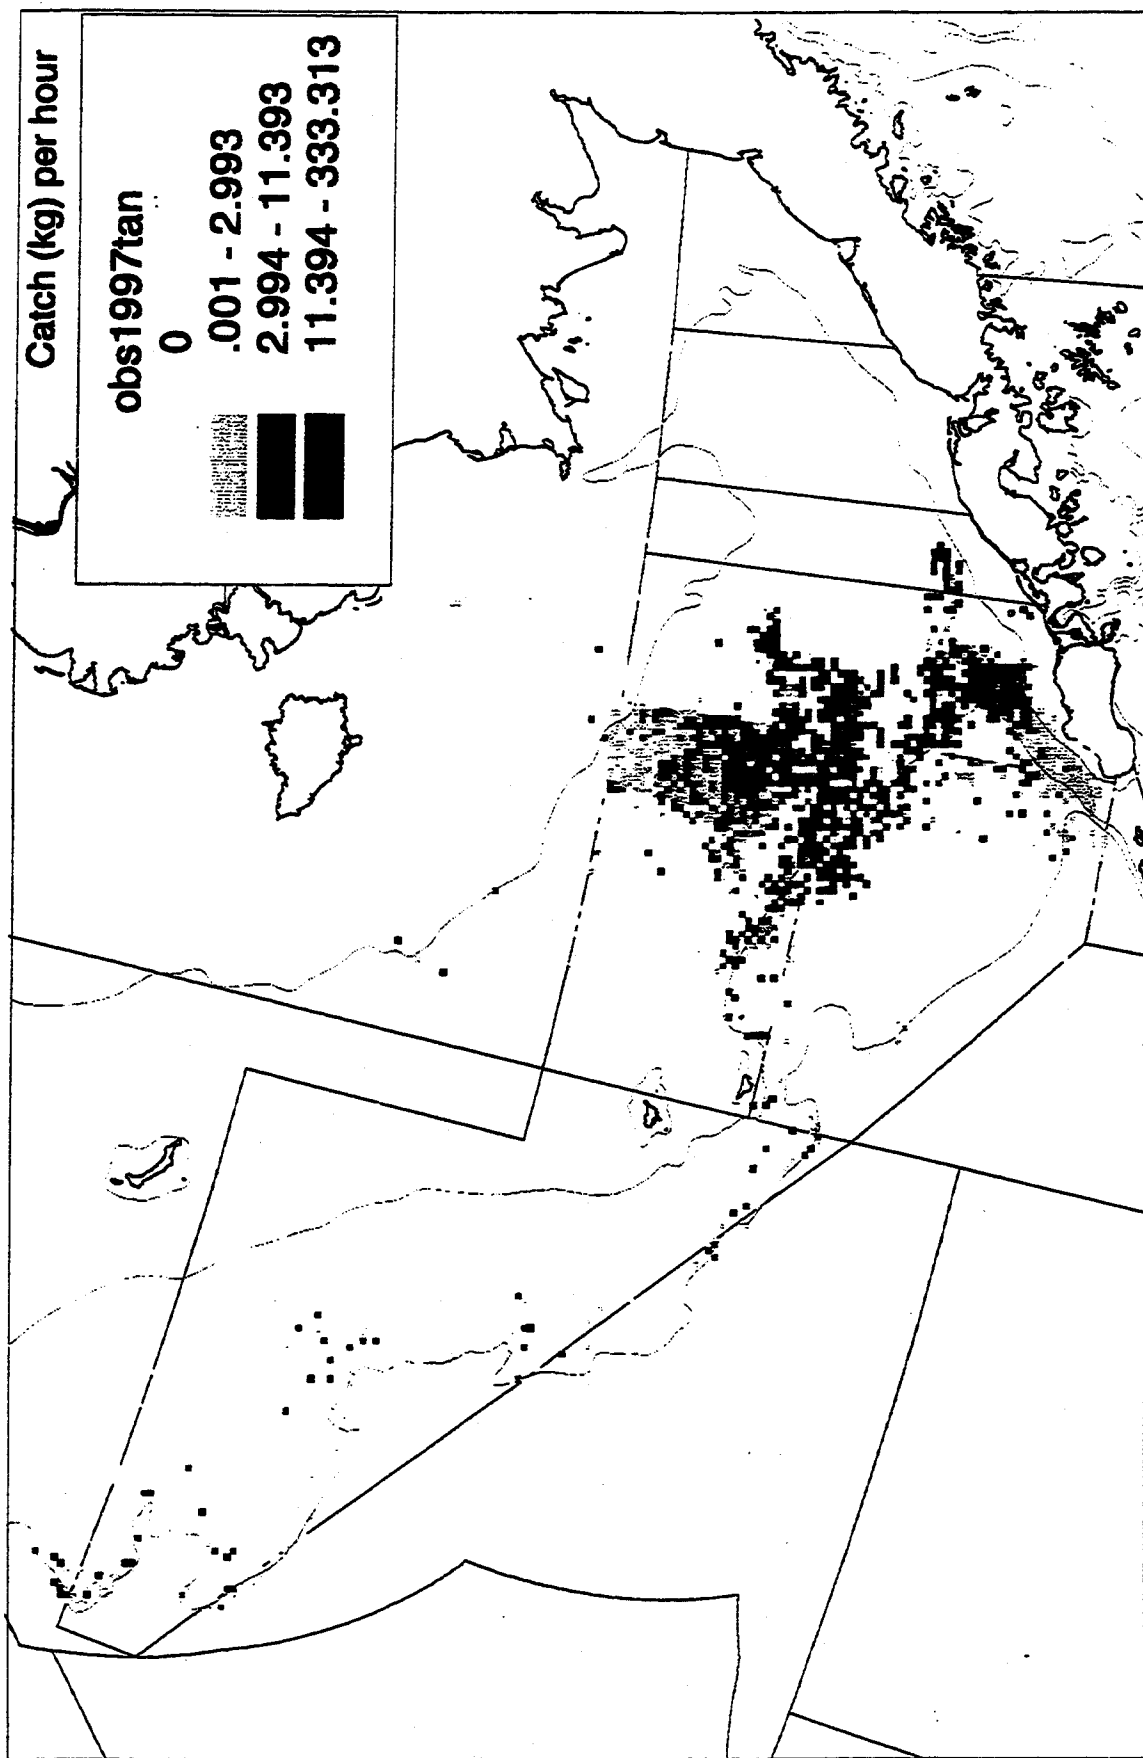 Catch (kg) per hour
obs1997tan
0
.001 - 2.993
2.994 - 11.393
11.394 - 333.313